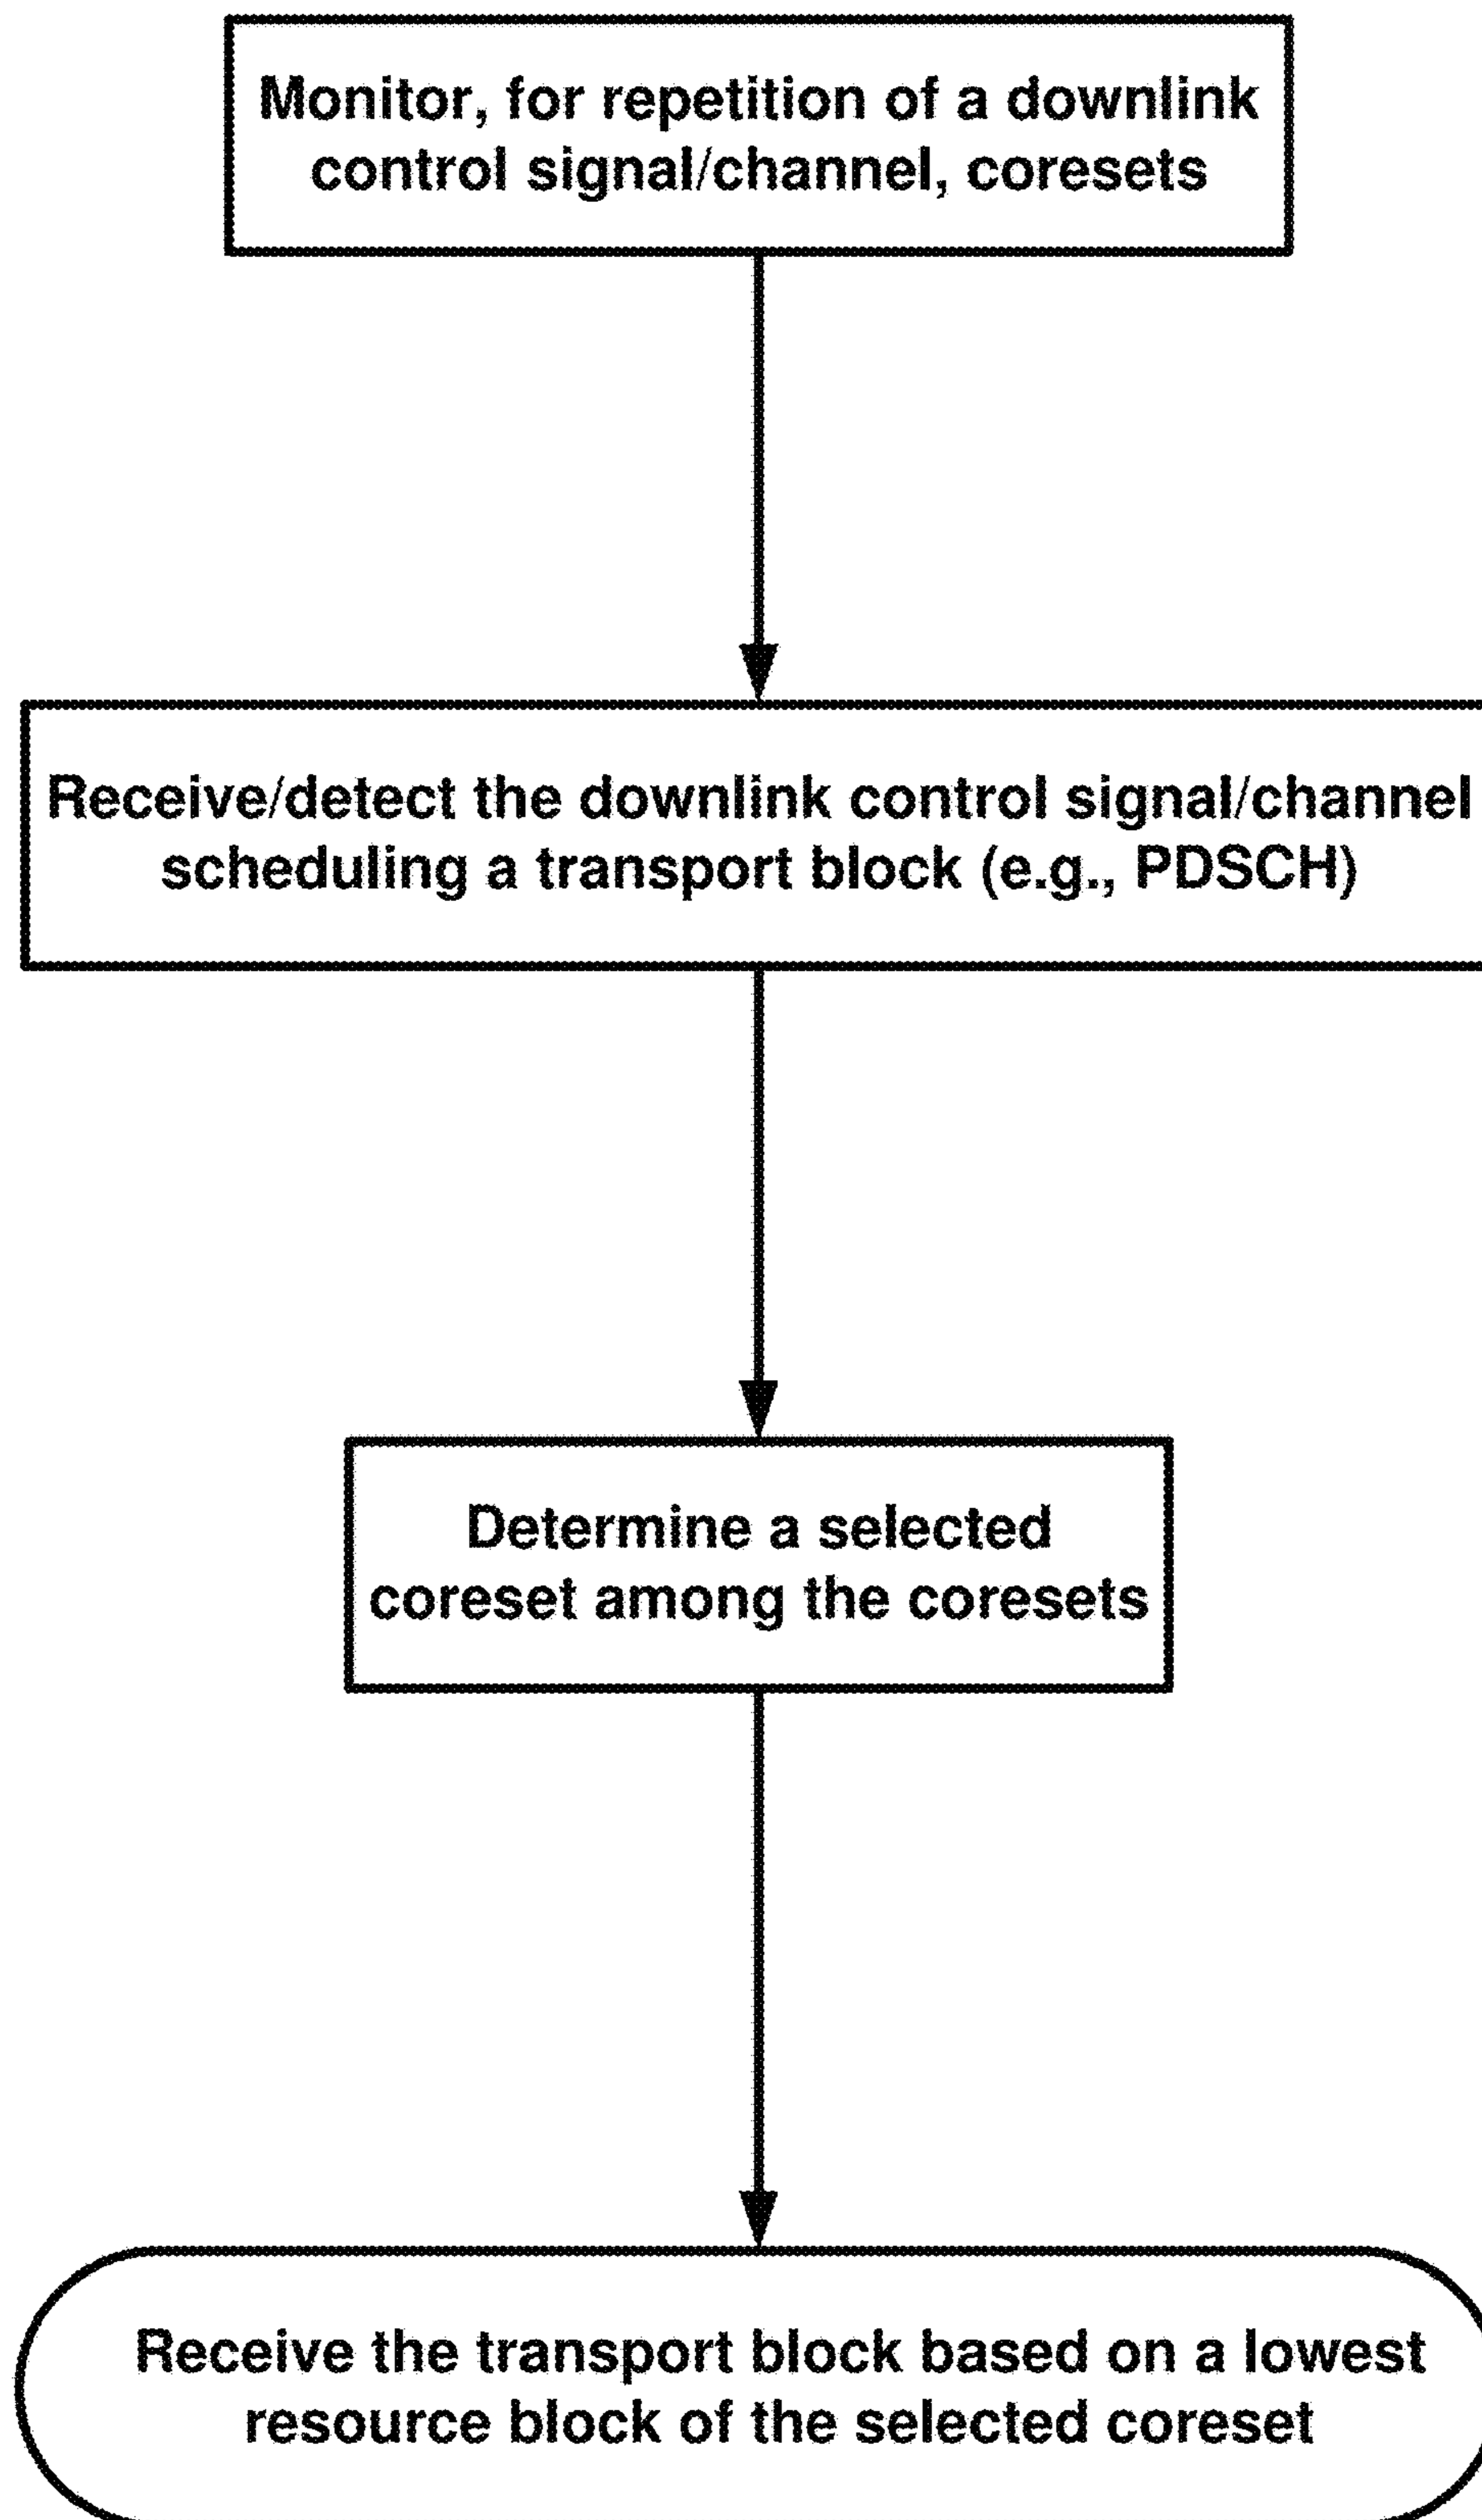 Monitor, for repetition of a downlink
control signal/channel, coresets
Receive/detect the downlink control signal/channel
scheduling a transport block (e.g., PDSCH)
Determine a selected
coreset among the coresets
Receive the transport block based on a lowest
resource block of the selected coreset